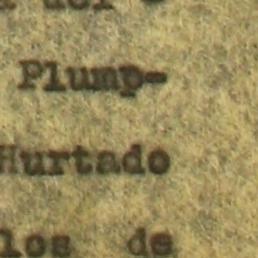 Plump-
Hurtado
los de